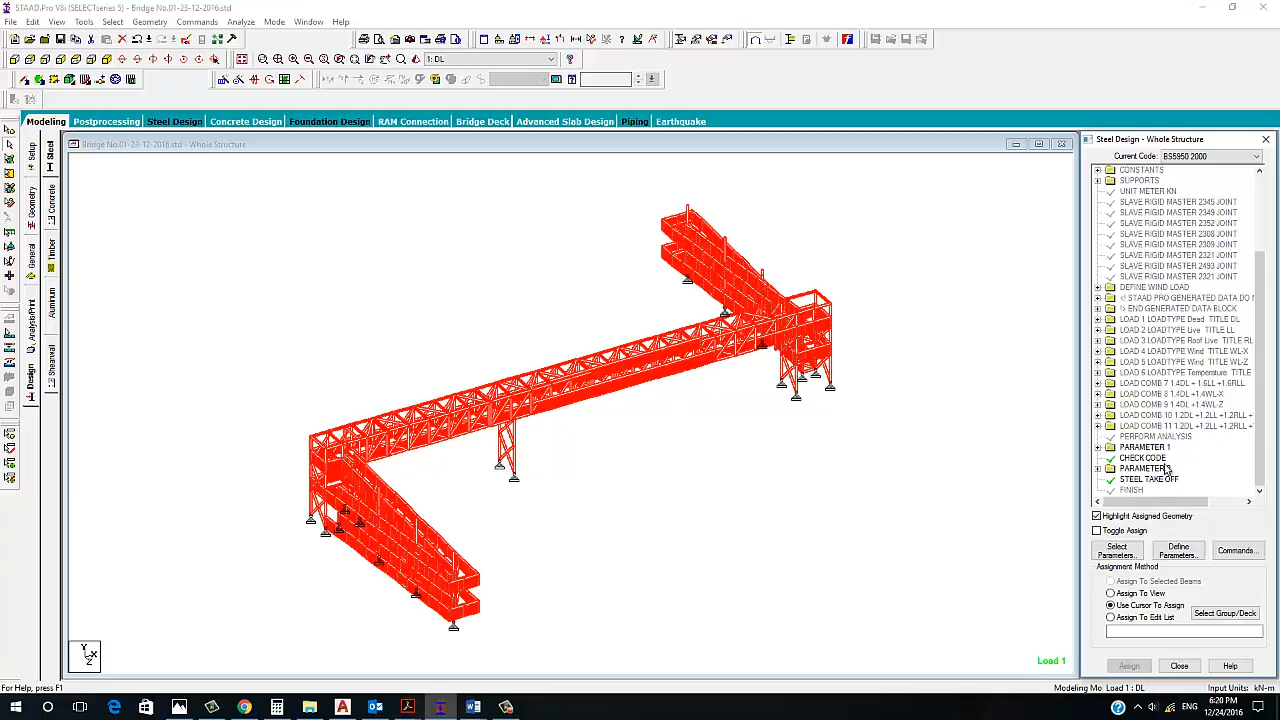 STAAD.Pro V8i (SELECTseries 5) - Bridge No.01-23-12-2016.std
File Edit View Tools Select Geometry Commands Analyze Mode Window Help
1: DL
Modeling Postprocessing Steel Design Concrete Design Foundation Design RAM Connection Bridge Deck Advanced Slab Design Piping Earthquake
Bridge No.01-23-12-2016.std - Whole Structure
Setup
Geometry
General
Analysis/Print
Design
Steel
Concrete
Timber
Aluminum
Shearwall
Y
X
Z
Load 1
Steel Design - Whole Structure
Current Code: BS5950 2000
CONSTANTS
SUPPORTS
UNIT METER KN
SLAVE RIGID MASTER 2345 JOINT
SLAVE RIGID MASTER 2349 JOINT
SLAVE RIGID MASTER 2352 JOINT
SLAVE RIGID MASTER 2308 JOINT
SLAVE RIGID MASTER 2309 JOINT
SLAVE RIGID MASTER 2321 JOINT
SLAVE RIGID MASTER 2493 JOINT
SLAVE RIGID MASTER 2321 JOINT
DEFINE WIND LOAD
<! STAAD PRO GENERATED DATA DO N
!> END GENERATED DATA BLOCK
LOAD 1 LOADTYPE Dead TITLE DL
LOAD 2 LOADTYPE Live TITLE LL
LOAD 3 LOADTYPE Roof Live TITLE RL
LOAD 4 LOADTYPE Wind TITLE WL-X
LOAD 5 LOADTYPE Wind TITLE WL-Z
LOAD 6 LOADTYPE Temperature TITLE
LOAD COMB 7 1.4DL + 1.6LL +1.6RLL
LOAD COMB 8 1.4DL +1.4WL-X
LOAD COMB 9 1.4DL +1.4WL-Z
LOAD COMB 10 1.2DL +1.2LL +1.2RLL +
LOAD COMB 11 1.2DL +1.2LL +1.2RLL +
PERFORM ANALYSIS
PARAMETER 1
CHECK CODE
PARAMETER
STEEL TAKE OFF
FINISH
Highlight Assigned Geometry
Toggle Assign
Select Parameters.. Define Parameters.. Commands...
Assignment Method
Assign To Selected Beams
Assign To View
Use Cursor To Assign
Select Group/Deck
Assign To Edit List
Assign Close Help
For Help, press F1
Modeling Mo Load 1 : DL Input Units: kN-m
ENG 6:20 PM
12/24/2016